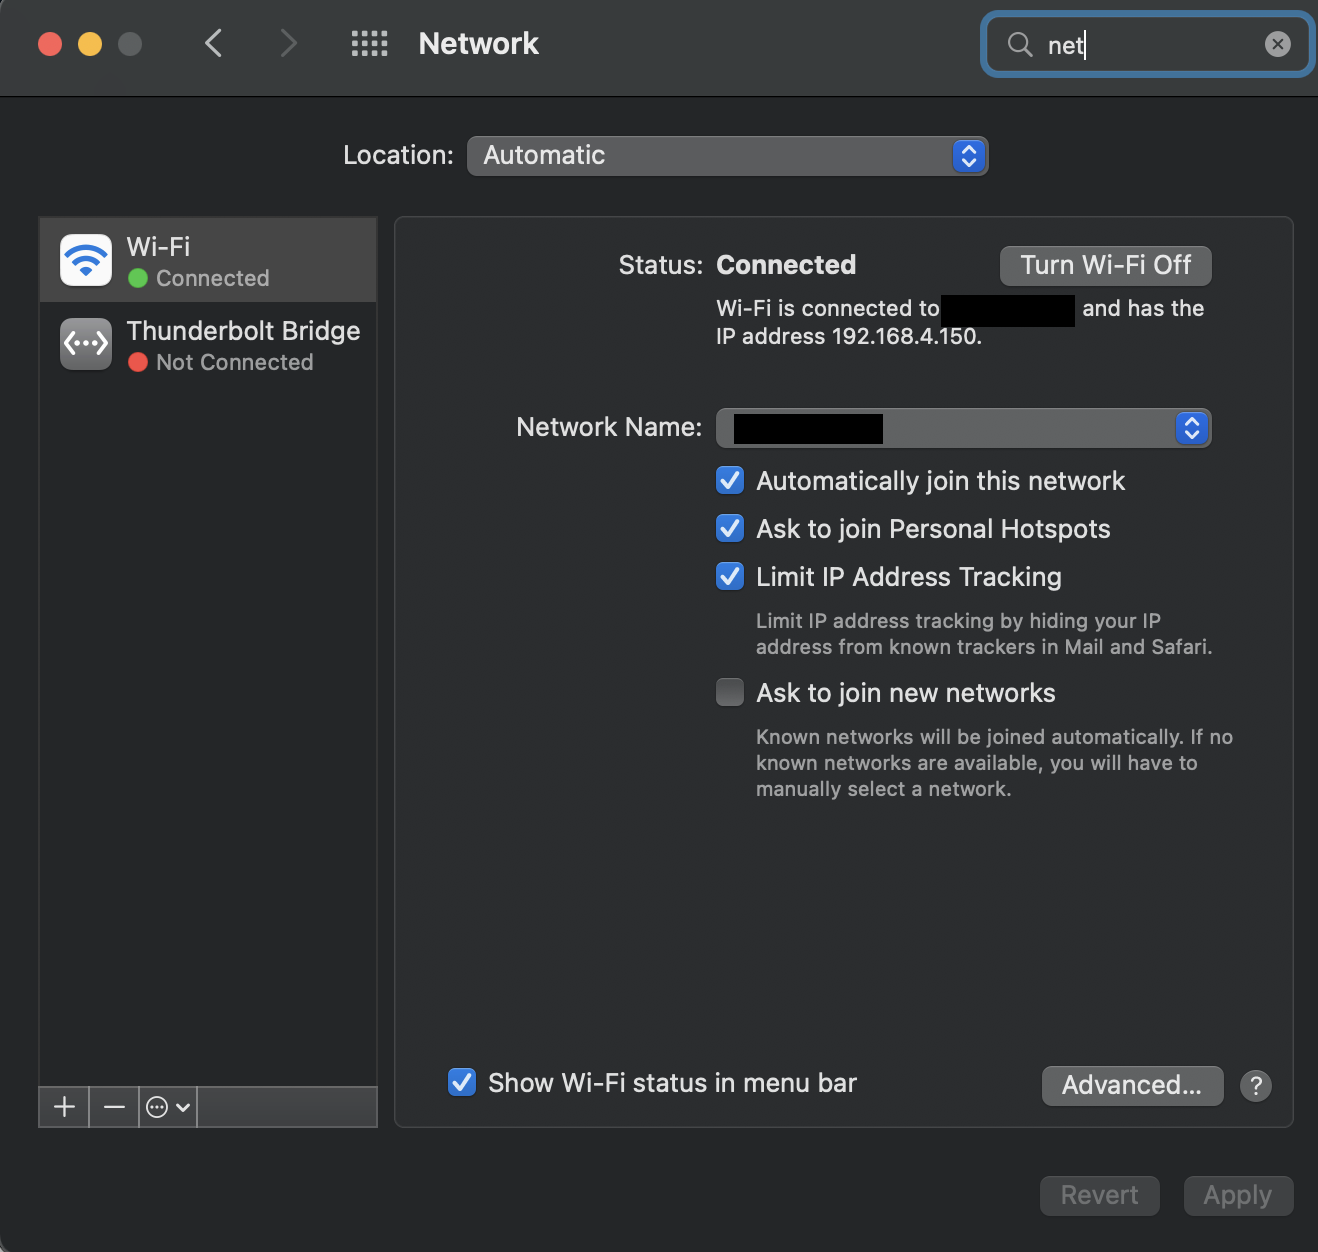 Network
net
Location: Automatic
Wi-Fi
Connected
Thunderbolt Bridge
Not Connected
Status: Connected
Turn Wi-Fi Off
Wi-Fi is connected to and has the
IP address 192.168.4.150.
Network Name:
Automatically join this network
Ask to join Personal Hotspots
Limit IP Address Tracking
Limit IP address tracking by hiding your IP
address from known trackers in Mail and Safari.
Ask to join new networks
Known networks will be joined automatically. If no
known networks are available, you will have to
manually select a network.
Show Wi-Fi status in menu bar
Advanced...
?
Revert
Apply